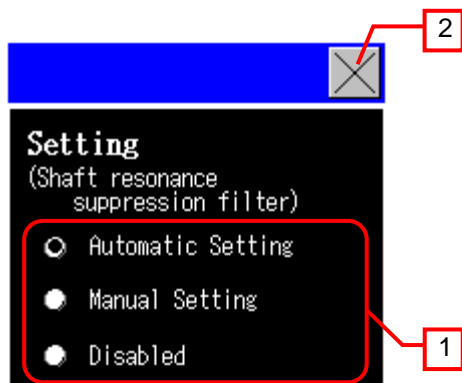 2
Setting
(Shaft resonance
suppression filter)
Automatic Setting
Manual Setting
Disabled
1